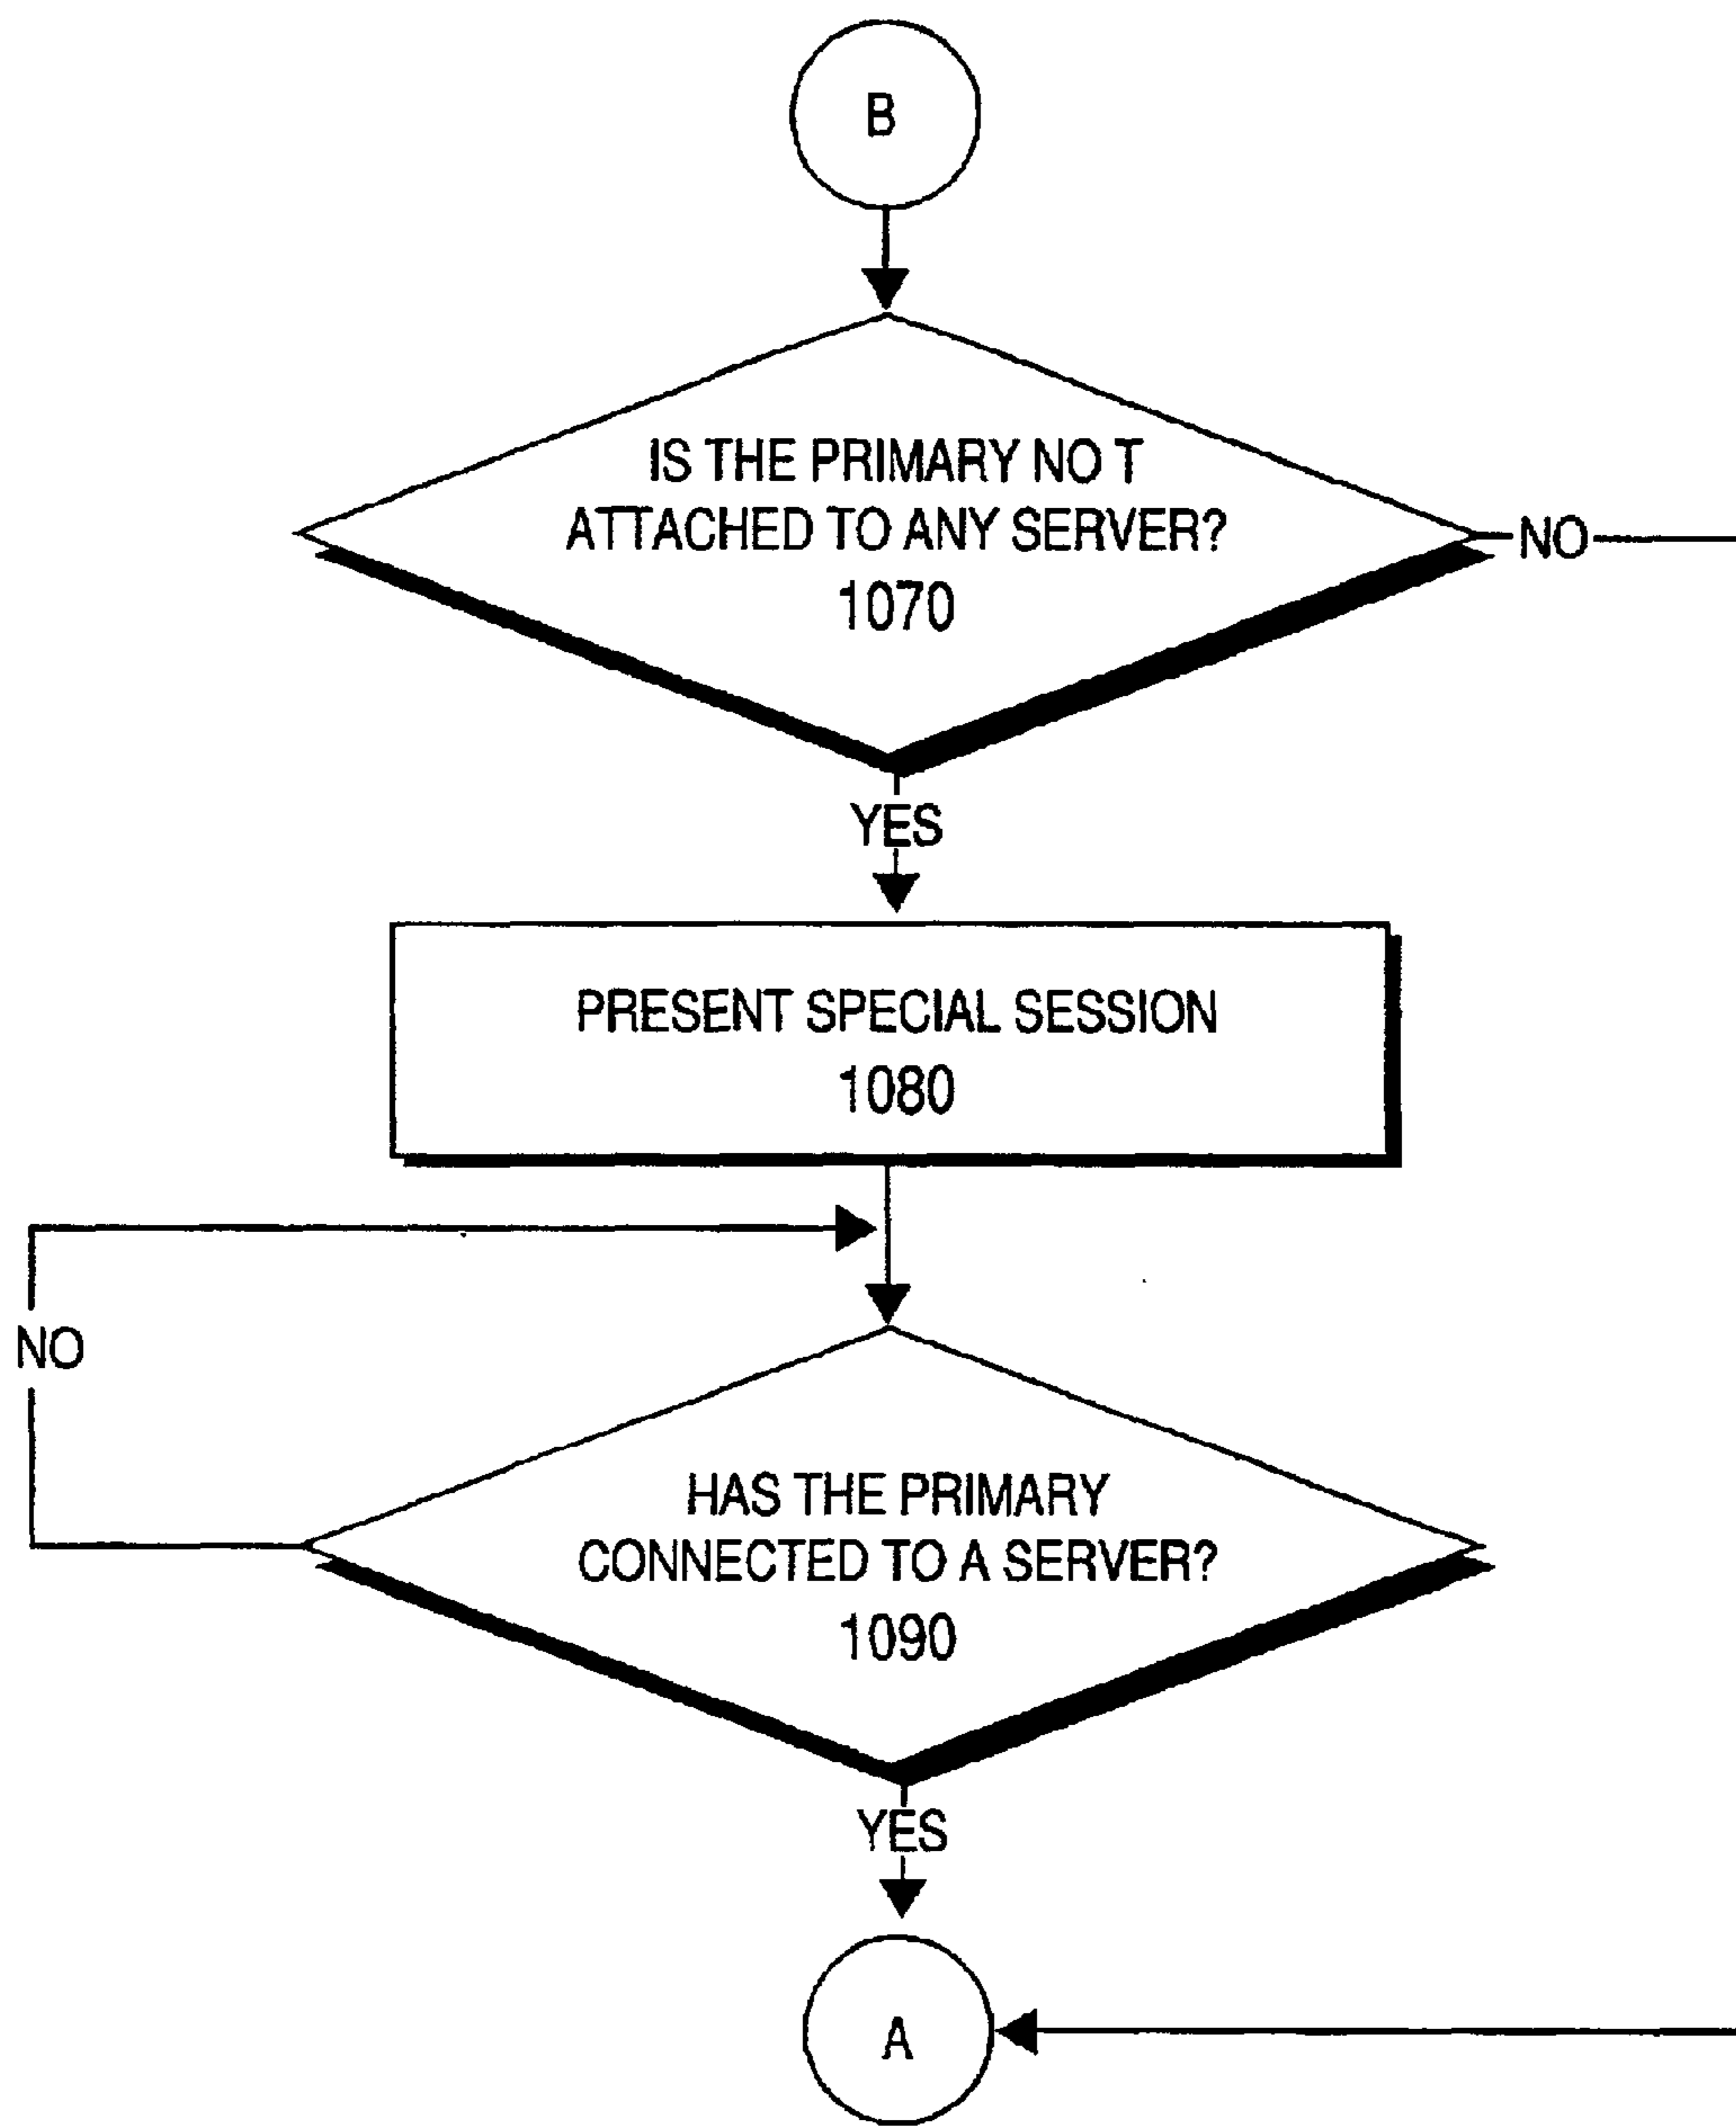 B
IS THE PRIMARY NOT
ATTACHED TO ANY SERVER?
1070
NO
YES
PRESENT SPECIAL SESSION
1080
NO
HAS THE PRIMARY
CONNECTED TO A SERVER?
1090
YES
A